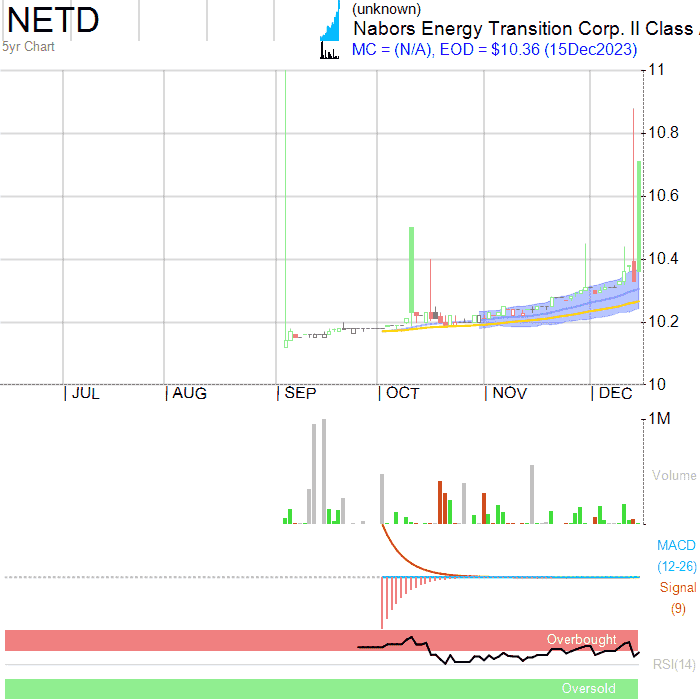 NETD
5yr Chart
(unknown)
Nabors Energy Transition Corp. II Class
MC = (N/A), EOD = $10.36 (15Dec2023)
11
10.8
10.6
10.4
10.2
10
JUL AUG SEP OCT NOV DEC
1M
Volume
MACD
(12-26)
Signal
(9)
Overbought
RSI(14)
Oversold